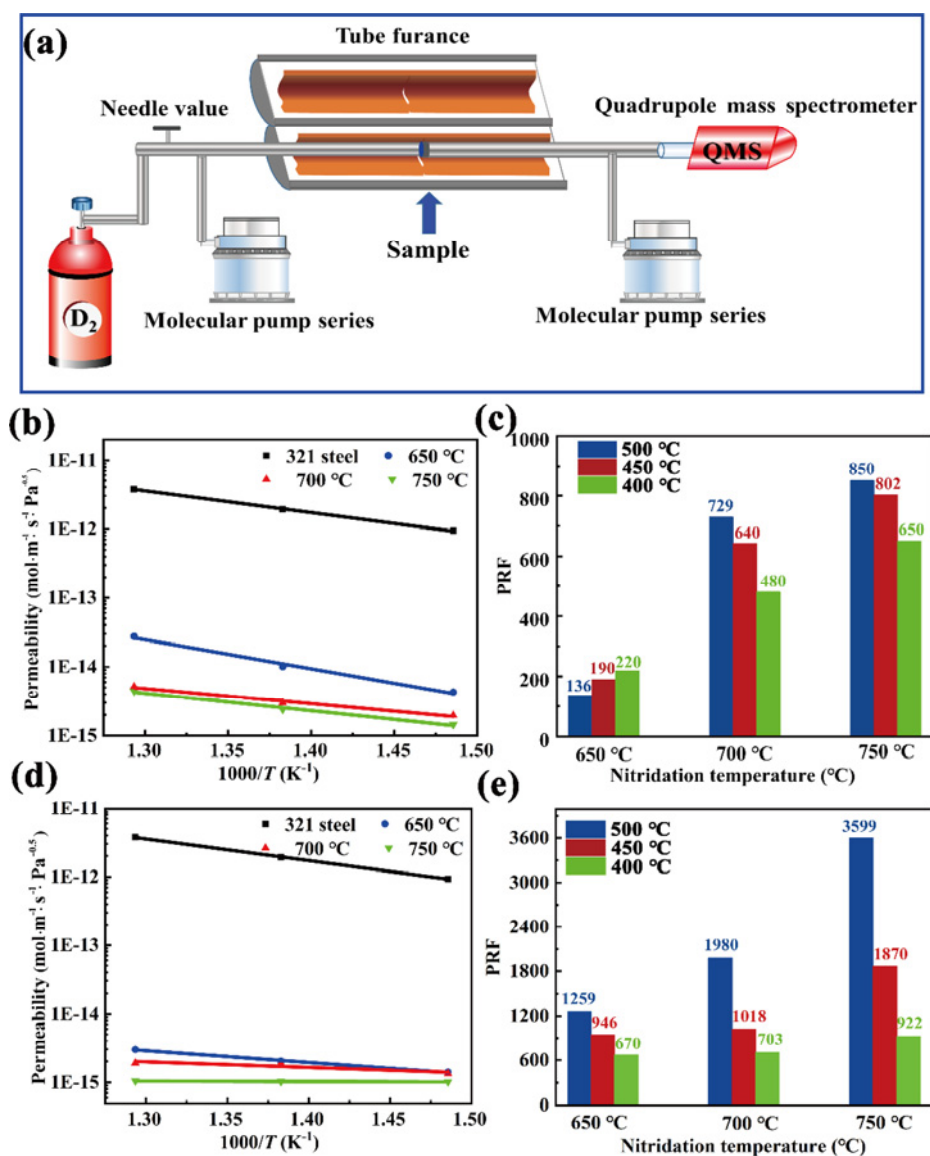 (a)
Tube furance
Needle value
Quadrupole mass spectrometer
QMS
Sample
D₂
Molecular pump series
Molecular pump series
(b)
Permeability (mol·m⁻¹ s⁻¹ Pa⁻⁰·⁵)
1E-11
1E-12
1E-13
1E-14
1E-15
321 steel
650 °C
700 °C
750 °C
1.30
1.35
1.40
1.45
1.50
1000/T (K⁻¹)
(c)
PRF
1000
800
600
400
200
0
500 °C
450 °C
400 °C
136
190
220
729
640
480
850
802
650
650 °C
700 °C
750 °C
Nitridation temperature (°C)
(d)
Permeability (mol·m⁻¹ s⁻¹ Pa⁻⁰·⁵)
1E-11
1E-12
1E-13
1E-14
1E-15
321 steel
650 °C
700 °C
750 °C
1.30
1.35
1.40
1.45
1.50
1000/T (K⁻¹)
(e)
PRF
3600
3000
2400
1800
1200
600
0
500 °C
450 °C
400 °C
1259
946
670
1980
1018
703
3599
1870
922
650 °C
700 °C
750 °C
Nitridation temperature (°C)